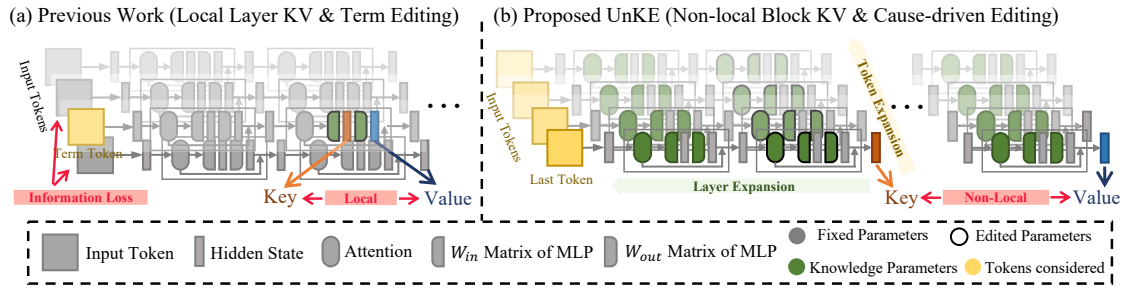 (a) Previous Work (Local Layer KV & Term Editing)
(b) Proposed UnKE (Non-local Block KV & Cause-driven Editing)
Input Tokens
Term Token
Information Loss
Key
Local
Value
...
Input Tokens
Last Token
Layer Expansion
Token Expansion
...
Key
Non-Local
Value
Input Token
Hidden State
Attention
W_in Matrix of MLP
W_out Matrix of MLP
Fixed Parameters
Edited Parameters
Knowledge Parameters
Tokens considered